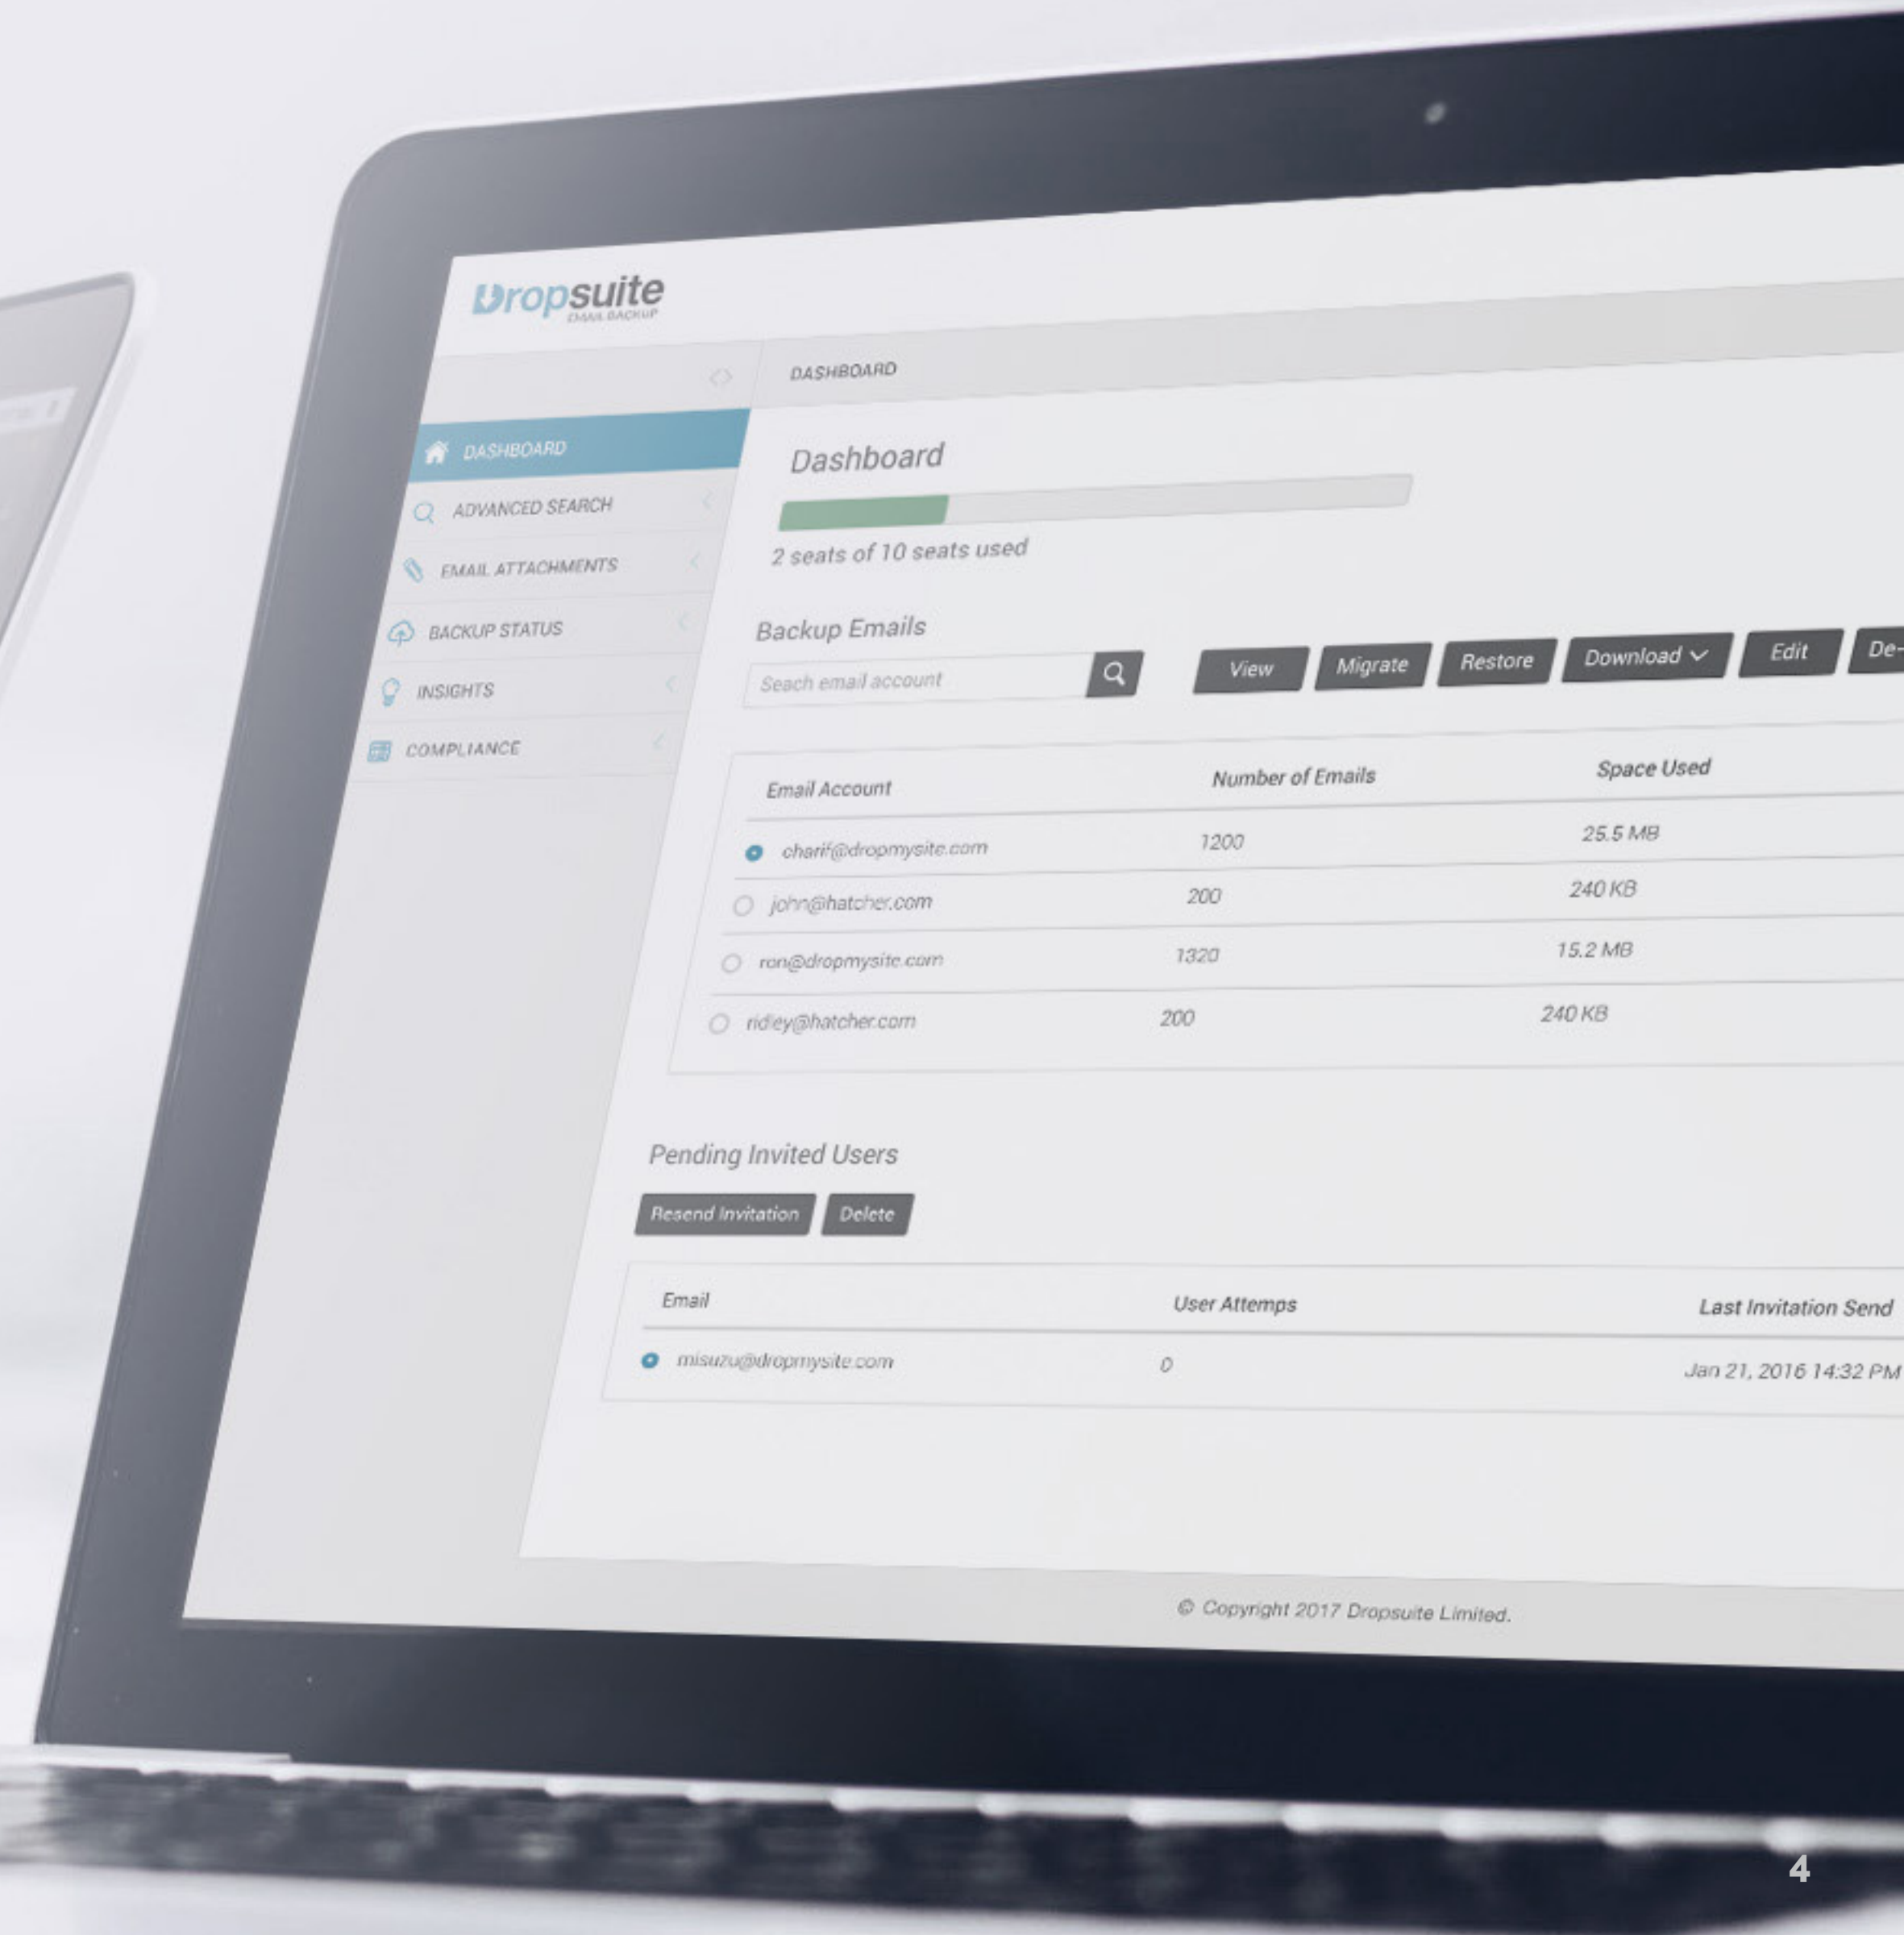 Dropsuite
EMAIL BACKUP
DASHBOARD
DASHBOARD
ADVANCED SEARCH
EMAIL ATTACHMENTS
BACKUP STATUS
INSIGHTS
COMPLIANCE
Dashboard
2 seats of 10 seats used
Backup Emails
Seach email account
View Migrate Restore Download Edit De-
Email Account Number of Emails Space Used
charif@dropmysite.com 1200 25.5 MB
john@hatcher.com 200 240 KB
ron@dropmysite.com 1320 15.2 MB
ridley@hatcher.com 200 240 KB
Pending Invited Users
Resend Invitation Delete
Email User Attemps Last Invitation Send
misuzu@dropmysite.com 0 Jan 21, 2016 14:32 PM
© Copyright 2017 Dropsuite Limited.
4